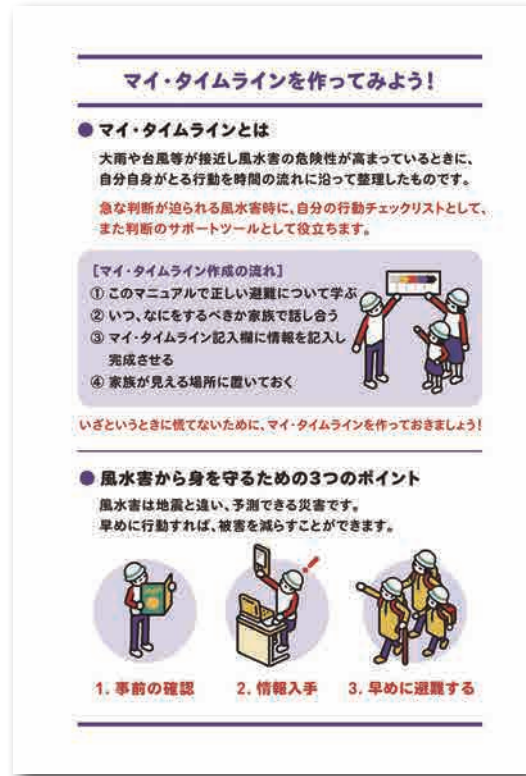 マイ・タイムラインを作ってみよう!
● マイ・タイムラインとは
大雨や台風等が接近し風水害の危険性が高まっているときに、
自分自身がとる行動を時間の流れに沿って整理したものです。
急な判断が迫られる風水害時に、自分の行動チェックリストとして、
また判断のサポートツールとして役立ちます。
［マイ・タイムライン作成の流れ］
① このマニュアルで正しい避難について学ぶ
② いつ、なにをするべきか家族で話し合う
③ マイ・タイムライン記入欄に情報を記入し
完成させる
④ 家族が見える場所に置いておく
いざというときに慌てないために、マイ・タイムラインを作っておきましょう!
● 風水害から身を守るための3つのポイント
風水害は地震と違い、予測できる災害です。
早めに行動すれば、被害を減らすことができます。
1. 事前の確認
2. 情報入手
3. 早めに避難する